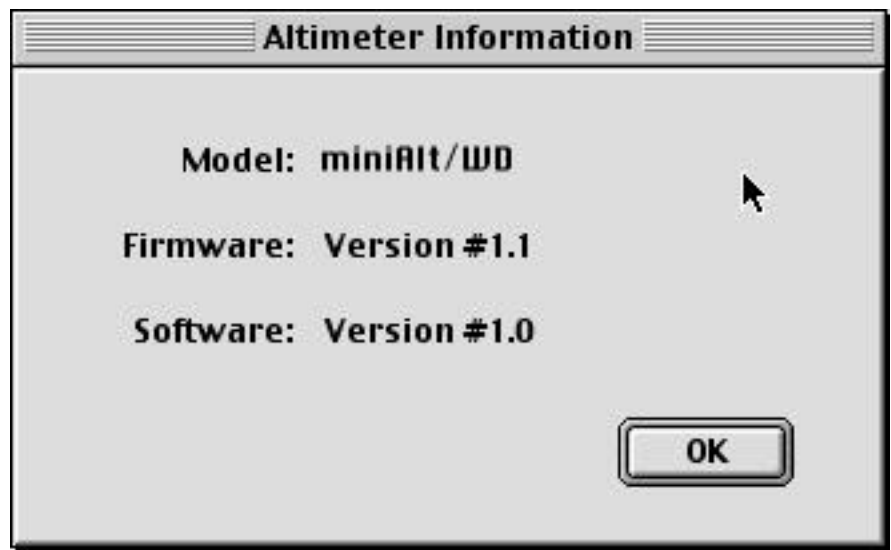 Altimeter Information
Model: miniAlt/WD
Firmware: Version #1.1
Software: Version #1.0
OK